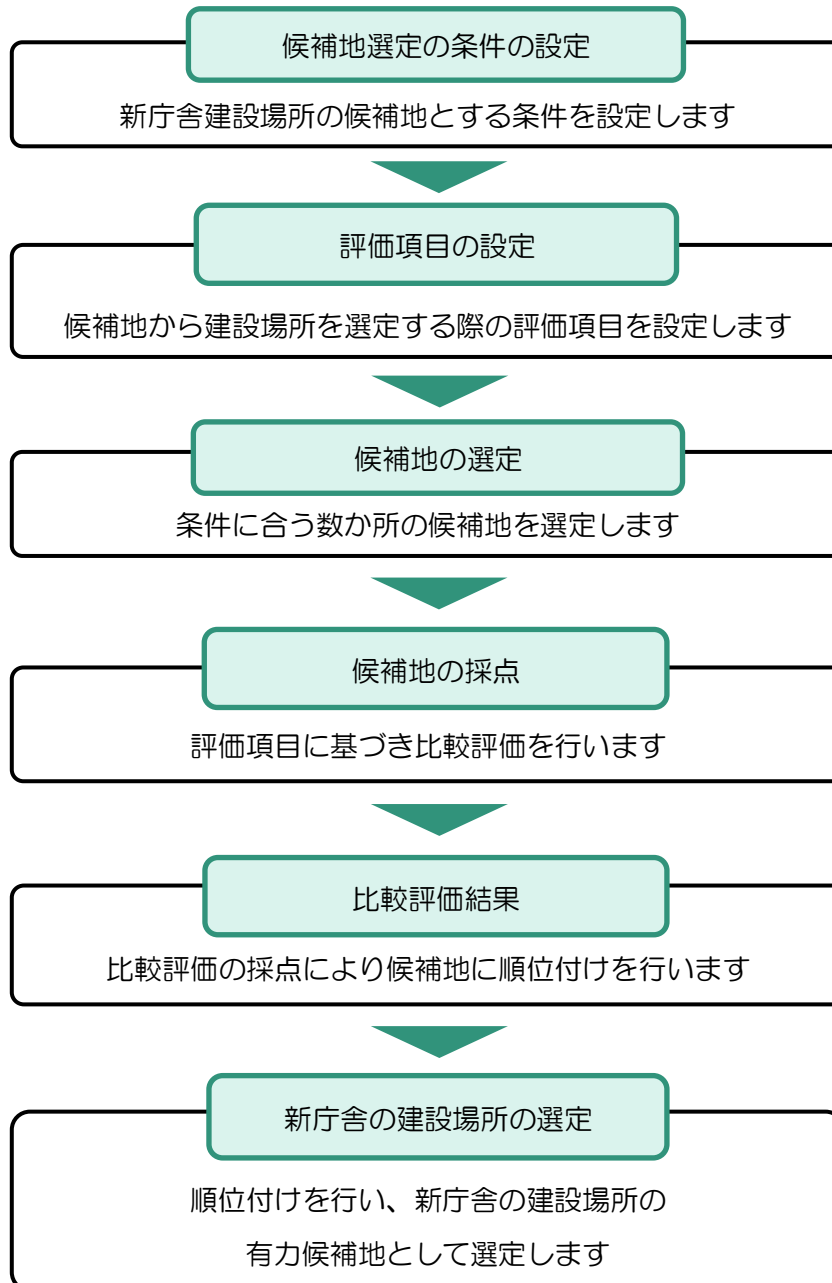 候補地選定の条件の設定
新庁舎建設場所の候補地とする条件を設定します
評価項目の設定
候補地から建設場所を選定する際の評価項目を設定します
候補地の選定
条件に合う数か所の候補地を選定します
候補地の採点
評価項目に基づき比較評価を行います
比較評価結果
比較評価の採点により候補地に順位付けを行います
新庁舎の建設場所の選定
順位付けを行い、新庁舎の建設場所の
有力候補地として選定します